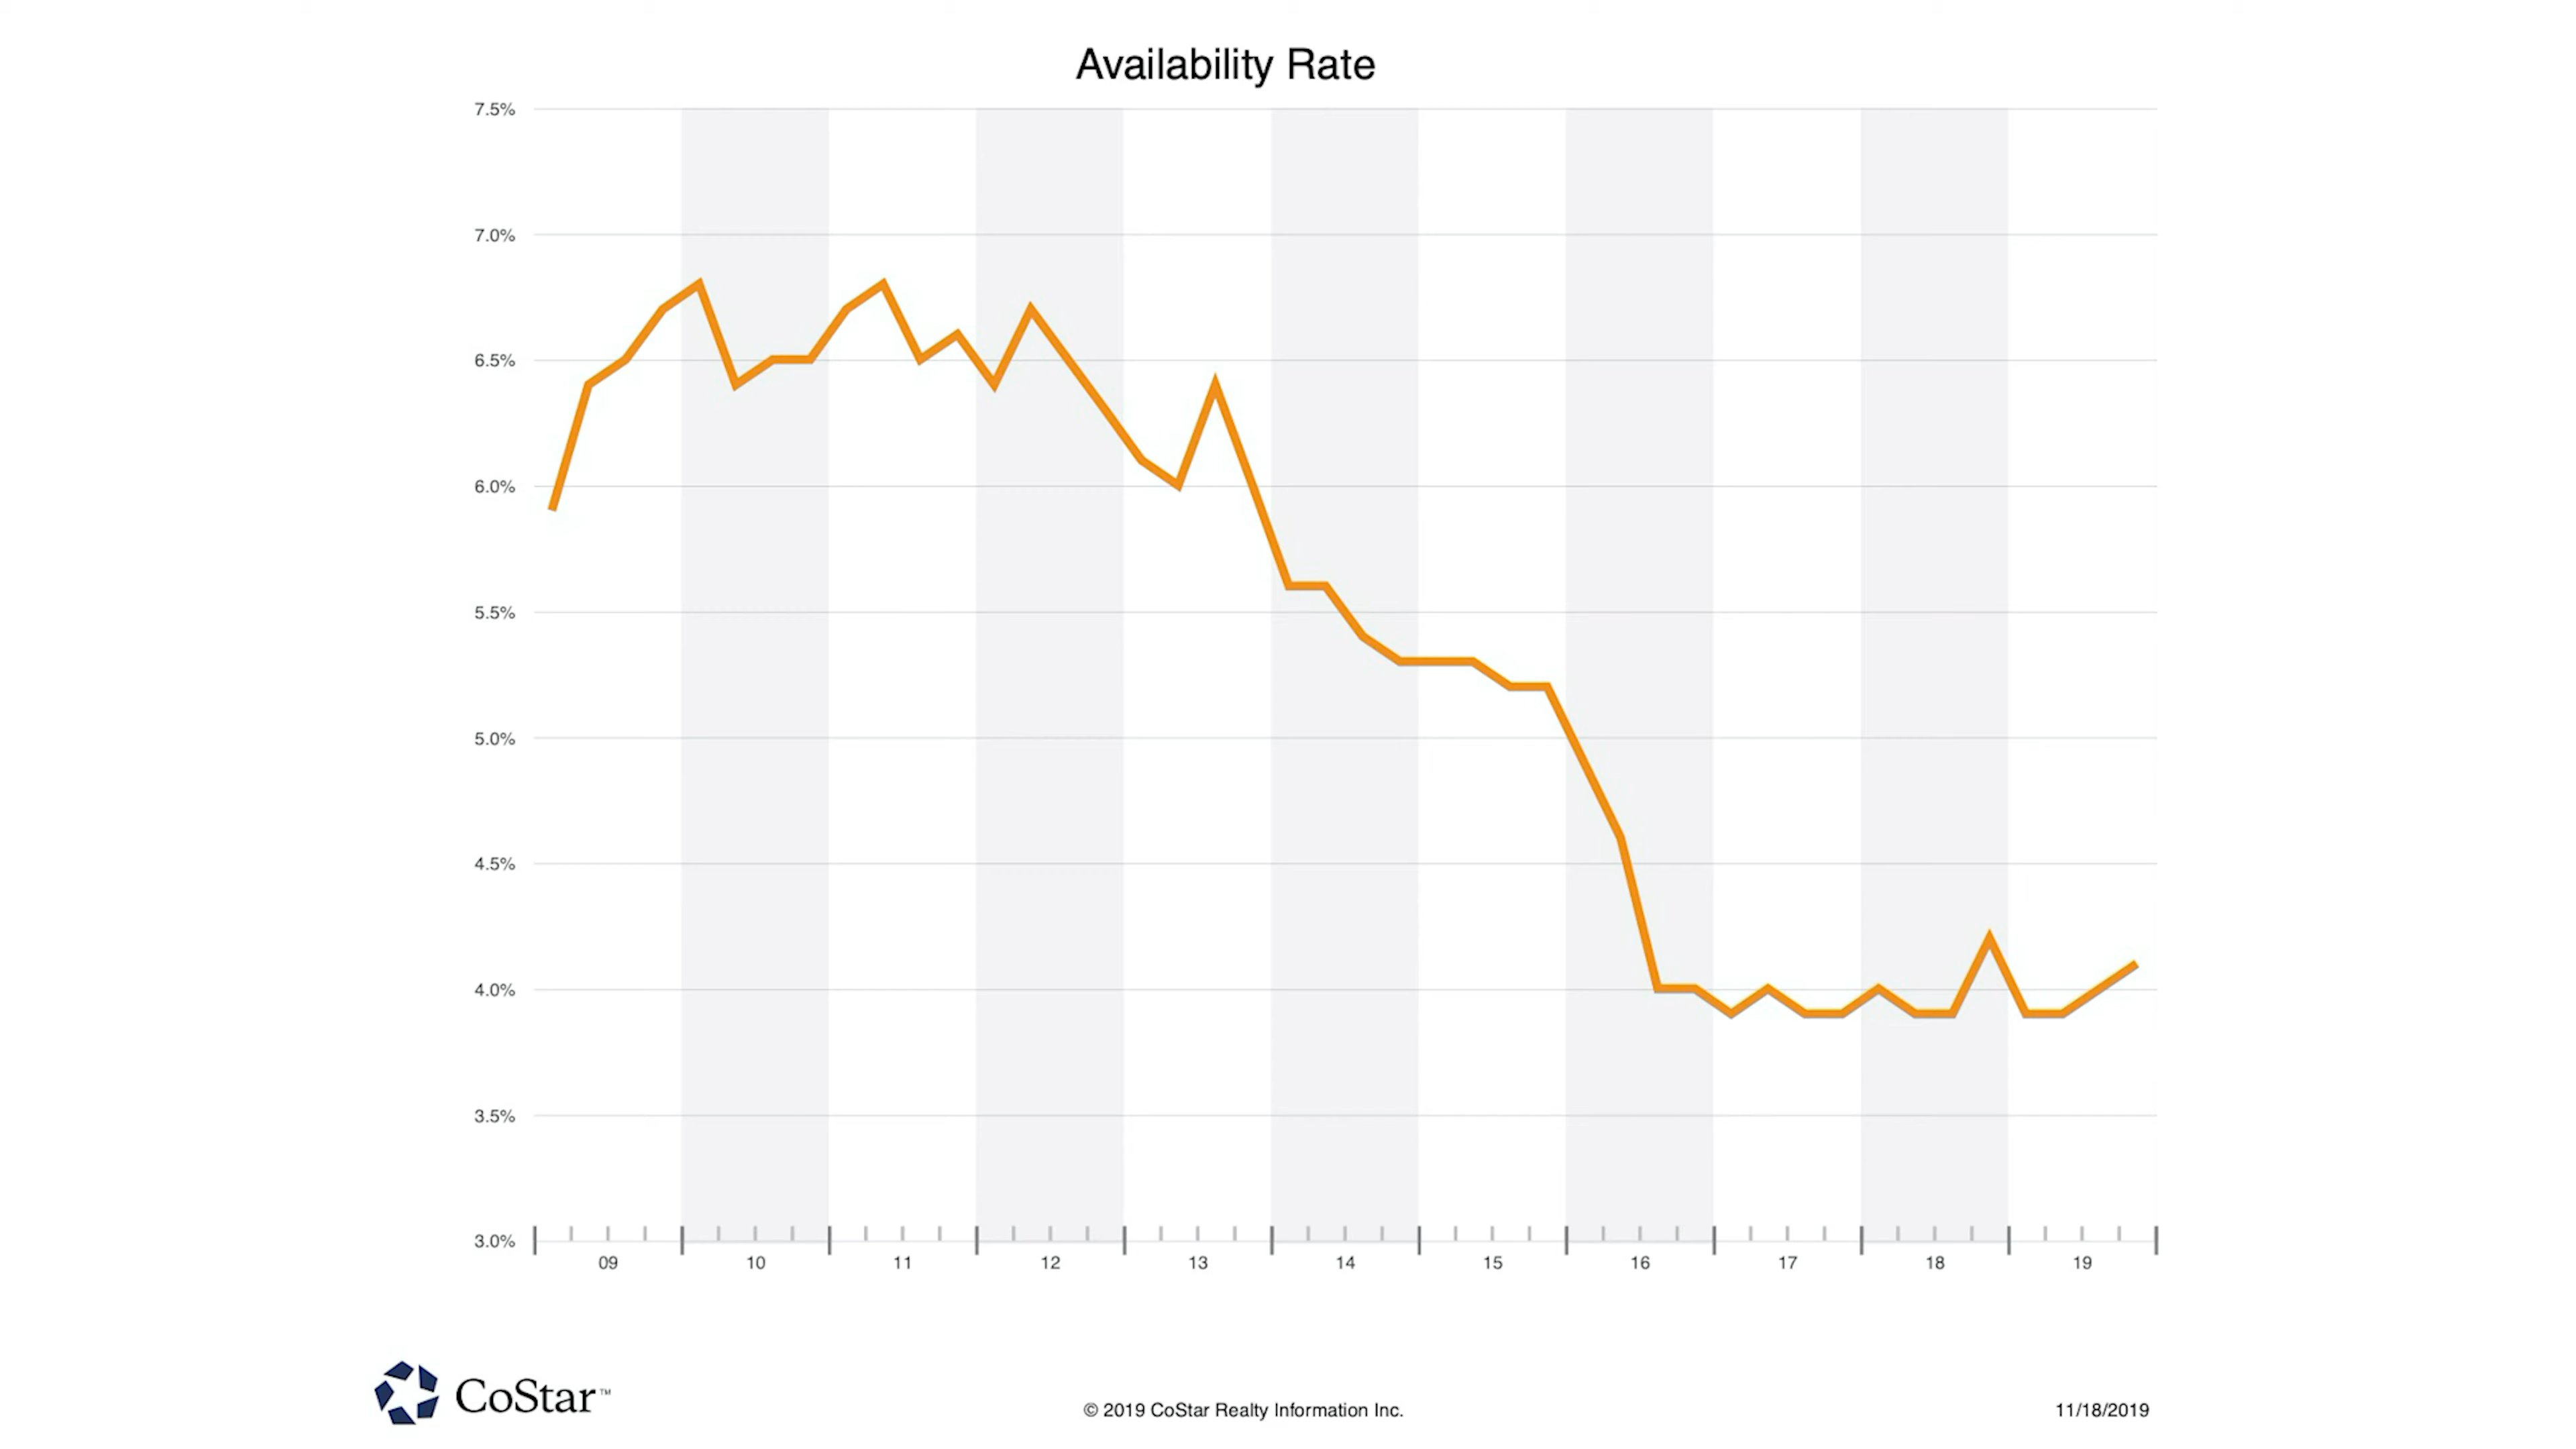 Availability Rate
7.5%
7.0%
6.5%
6.0%
5.5%
5.0%
4.5%
4.0%
3.5%
3.0%
09 10 11 12 13 14 15 16 17 18 19
CoStar™
© 2019 CoStar Realty Information Inc.
11/18/2019